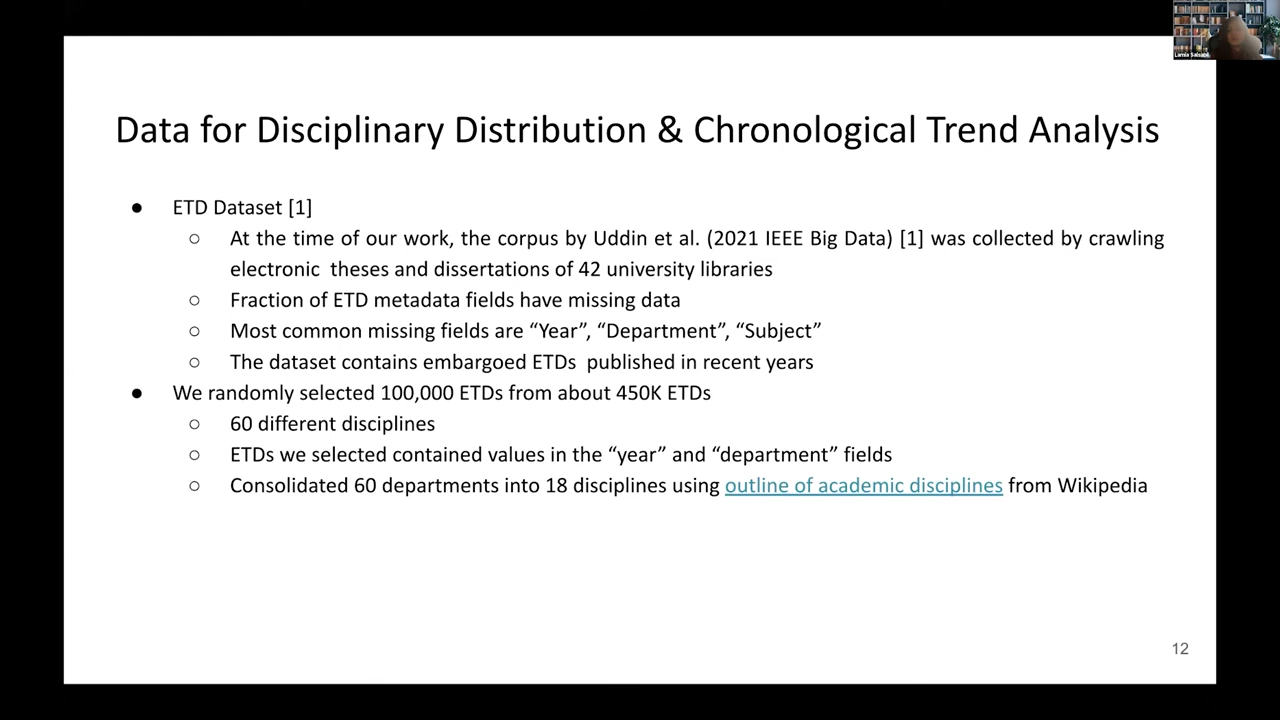 Lamia Salsabil
Data for Disciplinary Distribution & Chronological Trend Analysis
● ETD Dataset [1]
○ At the time of our work, the corpus by Uddin et al. (2021 IEEE Big Data) [1] was collected by crawling
electronic theses and dissertations of 42 university libraries
○ Fraction of ETD metadata fields have missing data
○ Most common missing fields are “Year”, “Department”, “Subject”
○ The dataset contains embargoed ETDs published in recent years
● We randomly selected 100,000 ETDs from about 450K ETDs
○ 60 different disciplines
○ ETDs we selected contained values in the “year” and “department” fields
○ Consolidated 60 departments into 18 disciplines using outline of academic disciplines from Wikipedia
12